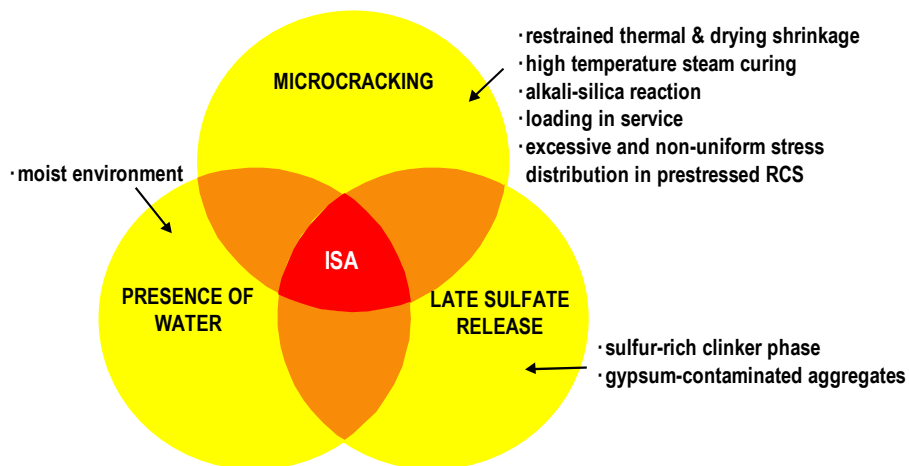 MICROCRACKING
· restrained thermal & drying shrinkage
· high temperature steam curing
· alkali-silica reaction
· loading in service
· excessive and non-uniform stress
distribution in prestressed RCS
· moist environment
ISA
PRESENCE OF
WATER
LATE SULFATE
RELEASE
· sulfur-rich clinker phase
· gypsum-contaminated aggregates